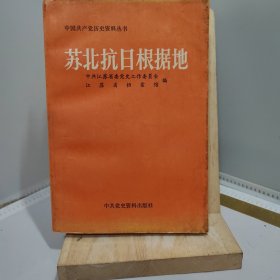 中国共产党历史资料丛书
苏北抗日根据地
中共江苏省委党史工作委员会
江苏省档案馆
编
中共党史资料出版社